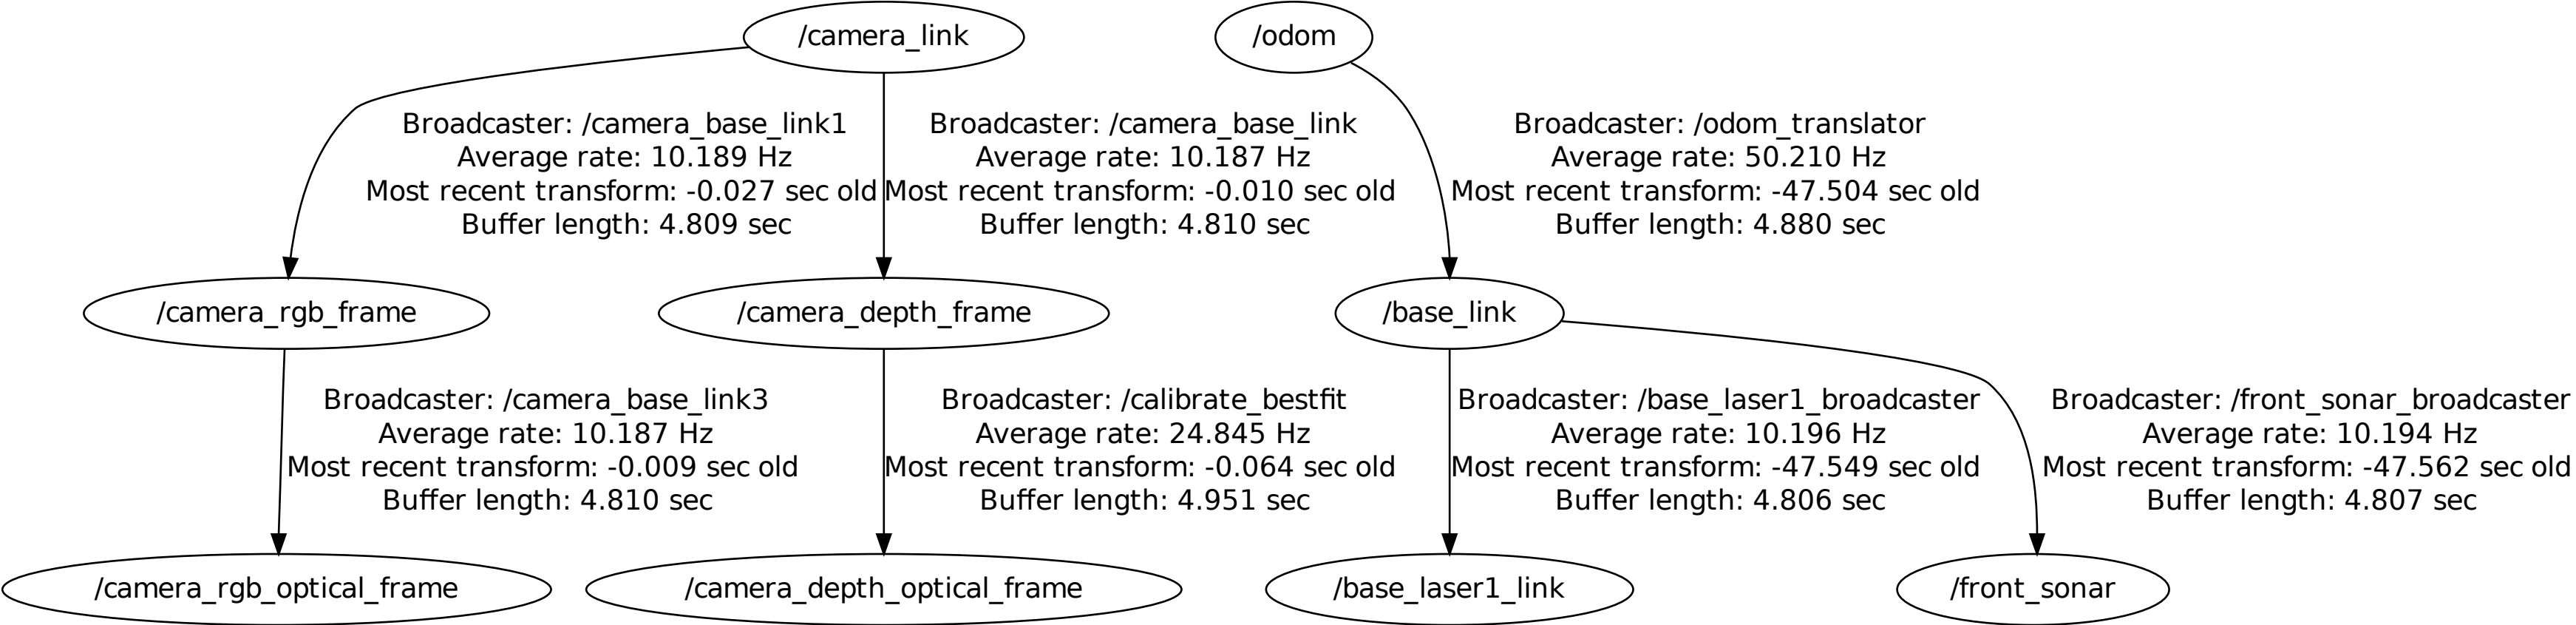 /camera_link
/odom
Broadcaster: /camera_base_link1
Average rate: 10.189 Hz
Most recent transform: -0.027 sec old
Buffer length: 4.809 sec
Broadcaster: /camera_base_link
Average rate: 10.187 Hz
Most recent transform: -0.010 sec old
Buffer length: 4.810 sec
Broadcaster: /odom_translator
Average rate: 50.210 Hz
Most recent transform: -47.504 sec old
Buffer length: 4.880 sec
/camera_rgb_frame
/camera_depth_frame
/base_link
Broadcaster: /camera_base_link3
Average rate: 10.187 Hz
Most recent transform: -0.009 sec old
Buffer length: 4.810 sec
Broadcaster: /calibrate_bestfit
Average rate: 24.845 Hz
Most recent transform: -0.064 sec old
Buffer length: 4.951 sec
Broadcaster: /base_laser1_broadcaster
Average rate: 10.196 Hz
Most recent transform: -47.549 sec old
Buffer length: 4.806 sec
Broadcaster: /front_sonar_broadcaster
Average rate: 10.194 Hz
Most recent transform: -47.562 sec old
Buffer length: 4.807 sec
/camera_rgb_optical_frame
/camera_depth_optical_frame
/base_laser1_link
/front_sonar